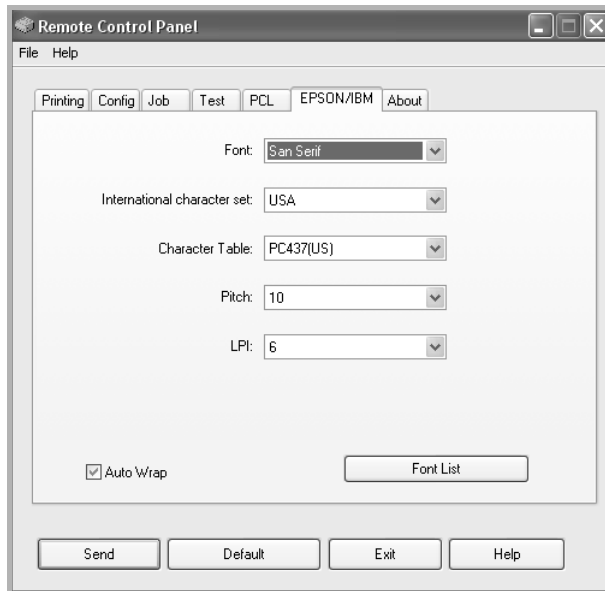 Remote Control Panel
File Help
Printing Config Job Test PCL EPSON/IBM About
Font: San Serif
International character set: USA
Character Table: PC437(US)
Pitch: 10
LPI: 6
Auto Wrap Font List
Send Default Exit Help